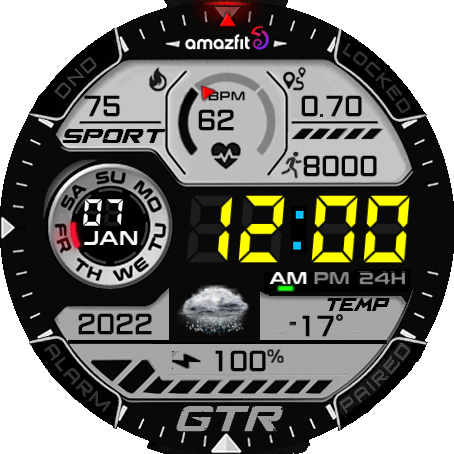 amazfit
DND
LOCKED
75
BPM
62
0.70
SPORT
8000
SA SU MO TU WE TH FR
07
JAN
12:00
AM PM 24H
2022
TEMP
-17°
100%
ALARM
PAIRED
GTR